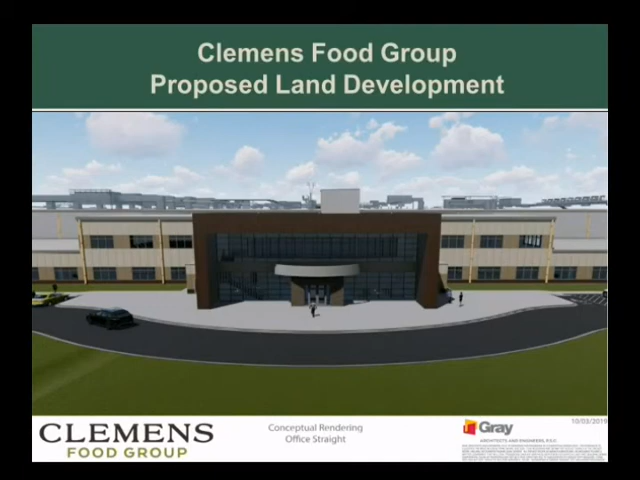 Clemens Food Group
Proposed Land Development
CLEMENS
FOOD GROUP
Conceptual Rendering
Office Straight
Gray
ARCHITECTS AND ENGINEERS, P.S.C.
10/03/2019